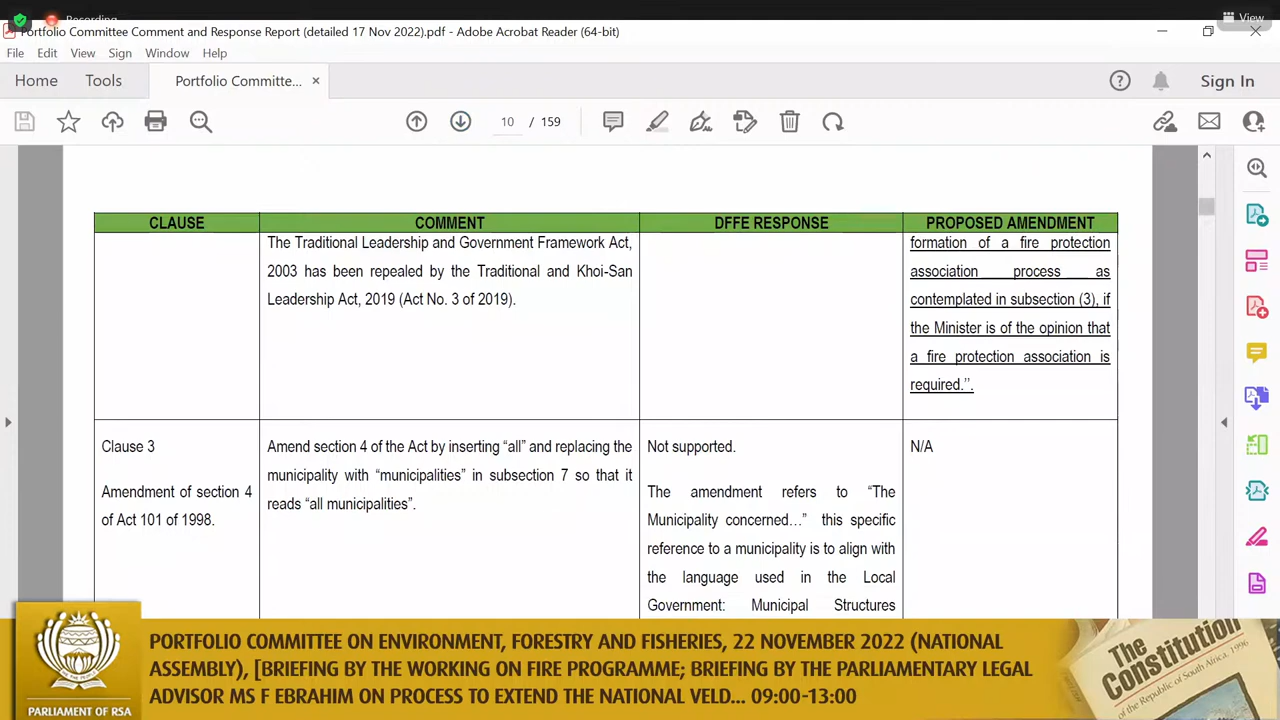 Recording
View
Portfolio Committee Comment and Response Report (detailed 17 Nov 2022).pdf - Adobe Acrobat Reader (64-bit)
File Edit View Sign Window Help
Home Tools Portfolio Committe... × Sign In
10 / 159
CLAUSE COMMENT DFFE RESPONSE PROPOSED AMENDMENT
The Traditional Leadership and Government Framework Act,
2003 has been repealed by the Traditional and Khoi-San
Leadership Act, 2019 (Act No. 3 of 2019).
formation of a fire protection
association process as
contemplated in subsection (3), if
the Minister is of the opinion that
a fire protection association is
required.”.
Clause 3
Amendment of section 4
of Act 101 of 1998.
Amend section 4 of the Act by inserting “all” and replacing the
municipality with “municipalities” in subsection 7 so that it
reads “all municipalities”.
Not supported.
The amendment refers to “The
Municipality concerned…” this specific
reference to a municipality is to align with
the language used in the Local
Government: Municipal Structures
N/A
PARLIAMENT OF RSA
PORTFOLIO COMMITTEE ON ENVIRONMENT, FORESTRY AND FISHERIES, 22 NOVEMBER 2022 (NATIONAL
ASSEMBLY), [BRIEFING BY THE WORKING ON FIRE PROGRAMME; BRIEFING BY THE PARLIAMENTARY LEGAL
ADVISOR MS F EBRAHIM ON PROCESS TO EXTEND THE NATIONAL VELD... 09:00-13:00
The
Constitution
of the Republic of South Africa, 1996